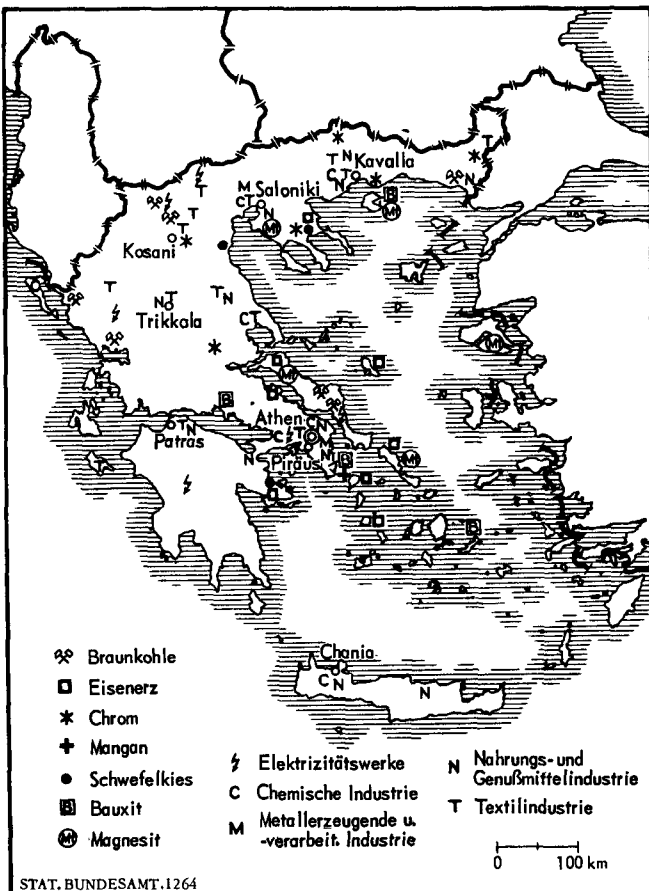 Kavalla
Saloniki
Kosani
Trikkala
Athen
Patras
Piräus
Chania
Braunkohle
Eisenerz
Chrom
Mangan
Schwefelkies
B Bauxit
Mt Magnesit
Elektrizitätswerke
C Chemische Industrie
M Metallerzeugende u.
-verarbeit. Industrie
N Nahrungs- und
Genußmittelindustrie
T Textilindustrie
0 100 km
STAT. BUNDESAMT. 1264